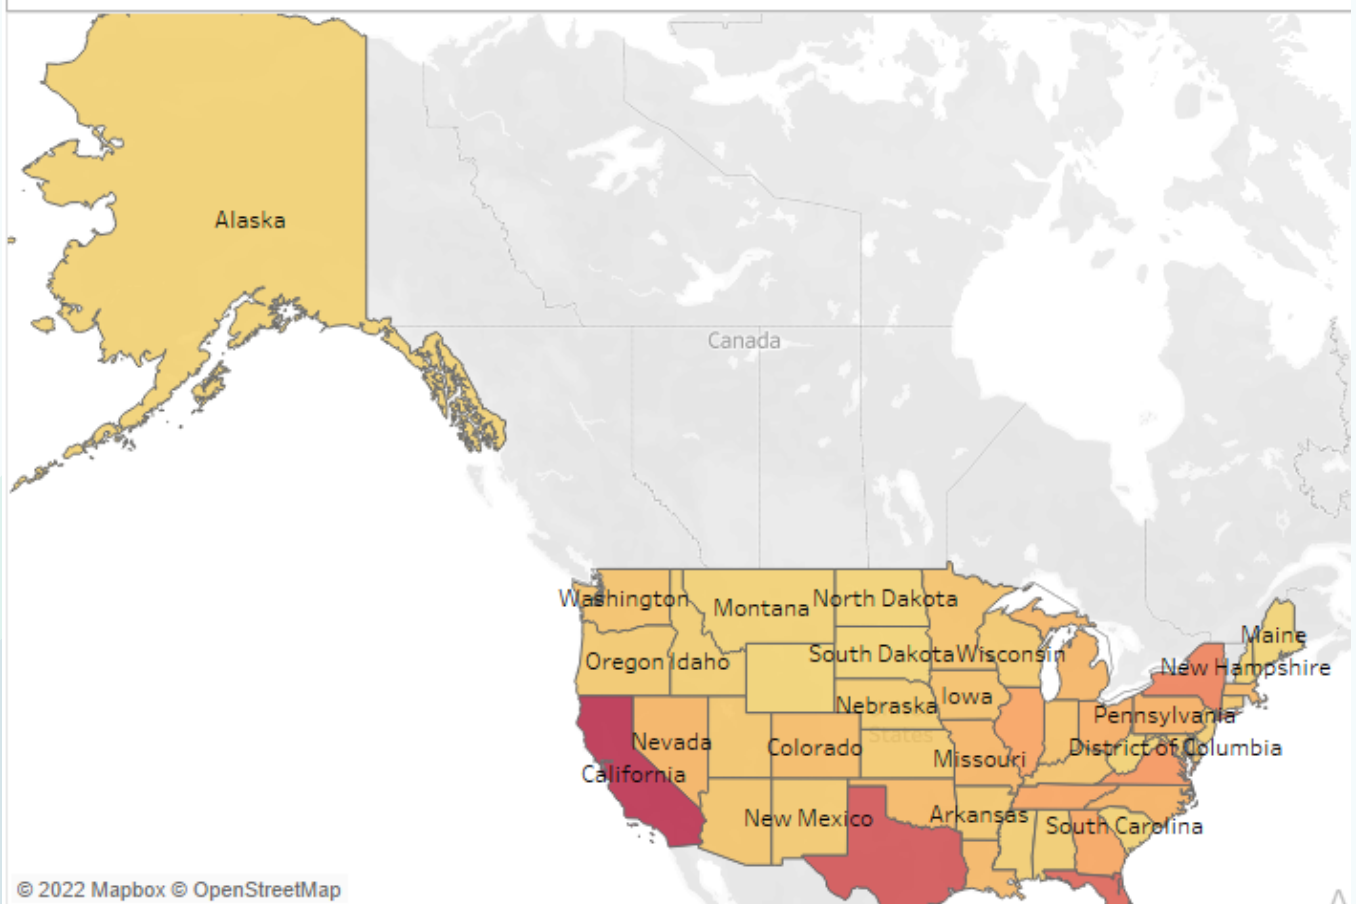 Alaska
Canada
Washington
Montana
North Dakota
Maine
Oregon
Idaho
South Dakota
Wisconsin
New Hampshire
Nebraska
Iowa
Pennsylvania
States
Nevada
Colorado
Missouri
District of Columbia
California
New Mexico
Arkansas
South Carolina
© 2022 Mapbox © OpenStreetMap